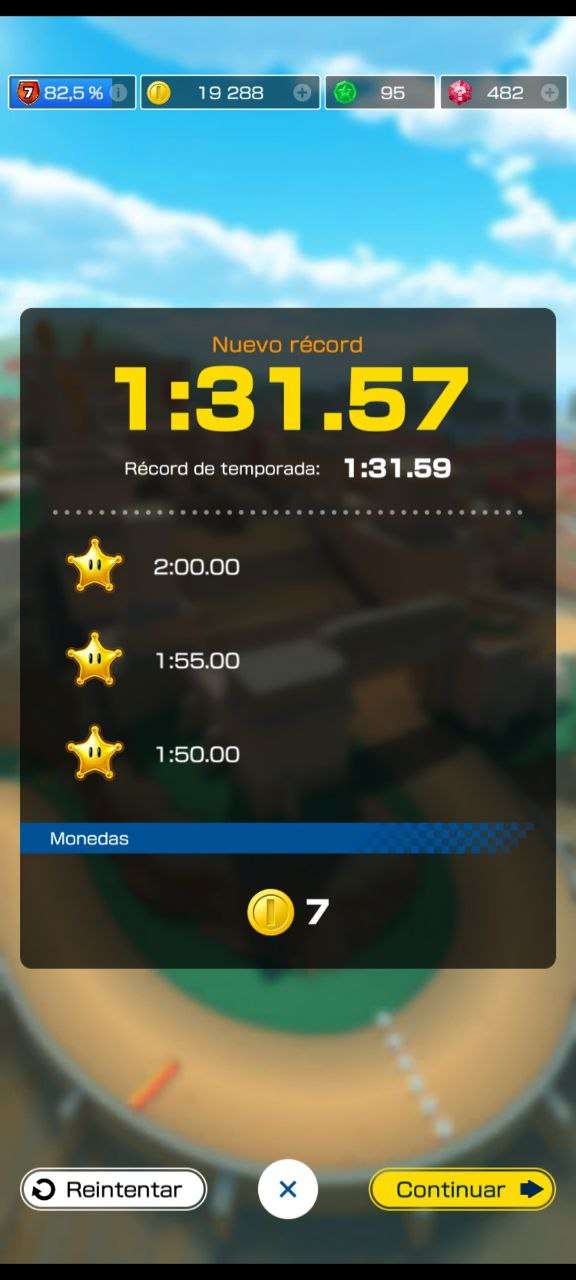 7 82,5 % i 19 288 + 95 482 +
Nuevo récord
1:31.57
Récord de temporada: 1:31.59
2:00.00
1:55.00
1:50.00
Monedas
7
Reintentar × Continuar